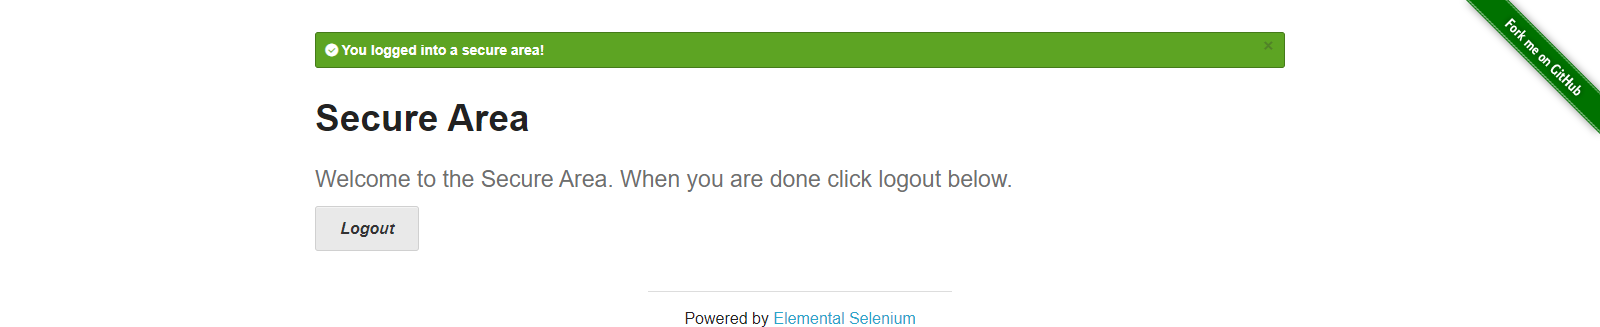 You logged into a secure area!
×
Fork me on GitHub
Secure Area
Welcome to the Secure Area. When you are done click logout below.
Logout
Powered by Elemental Selenium